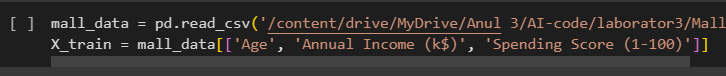 [ ] mall_data = pd.read_csv('/content/drive/MyDrive/Anul 3/AI-code/laborator3/Mall
X_train = mall_data[['Age', 'Annual Income (k$)', 'Spending Score (1-100)']]